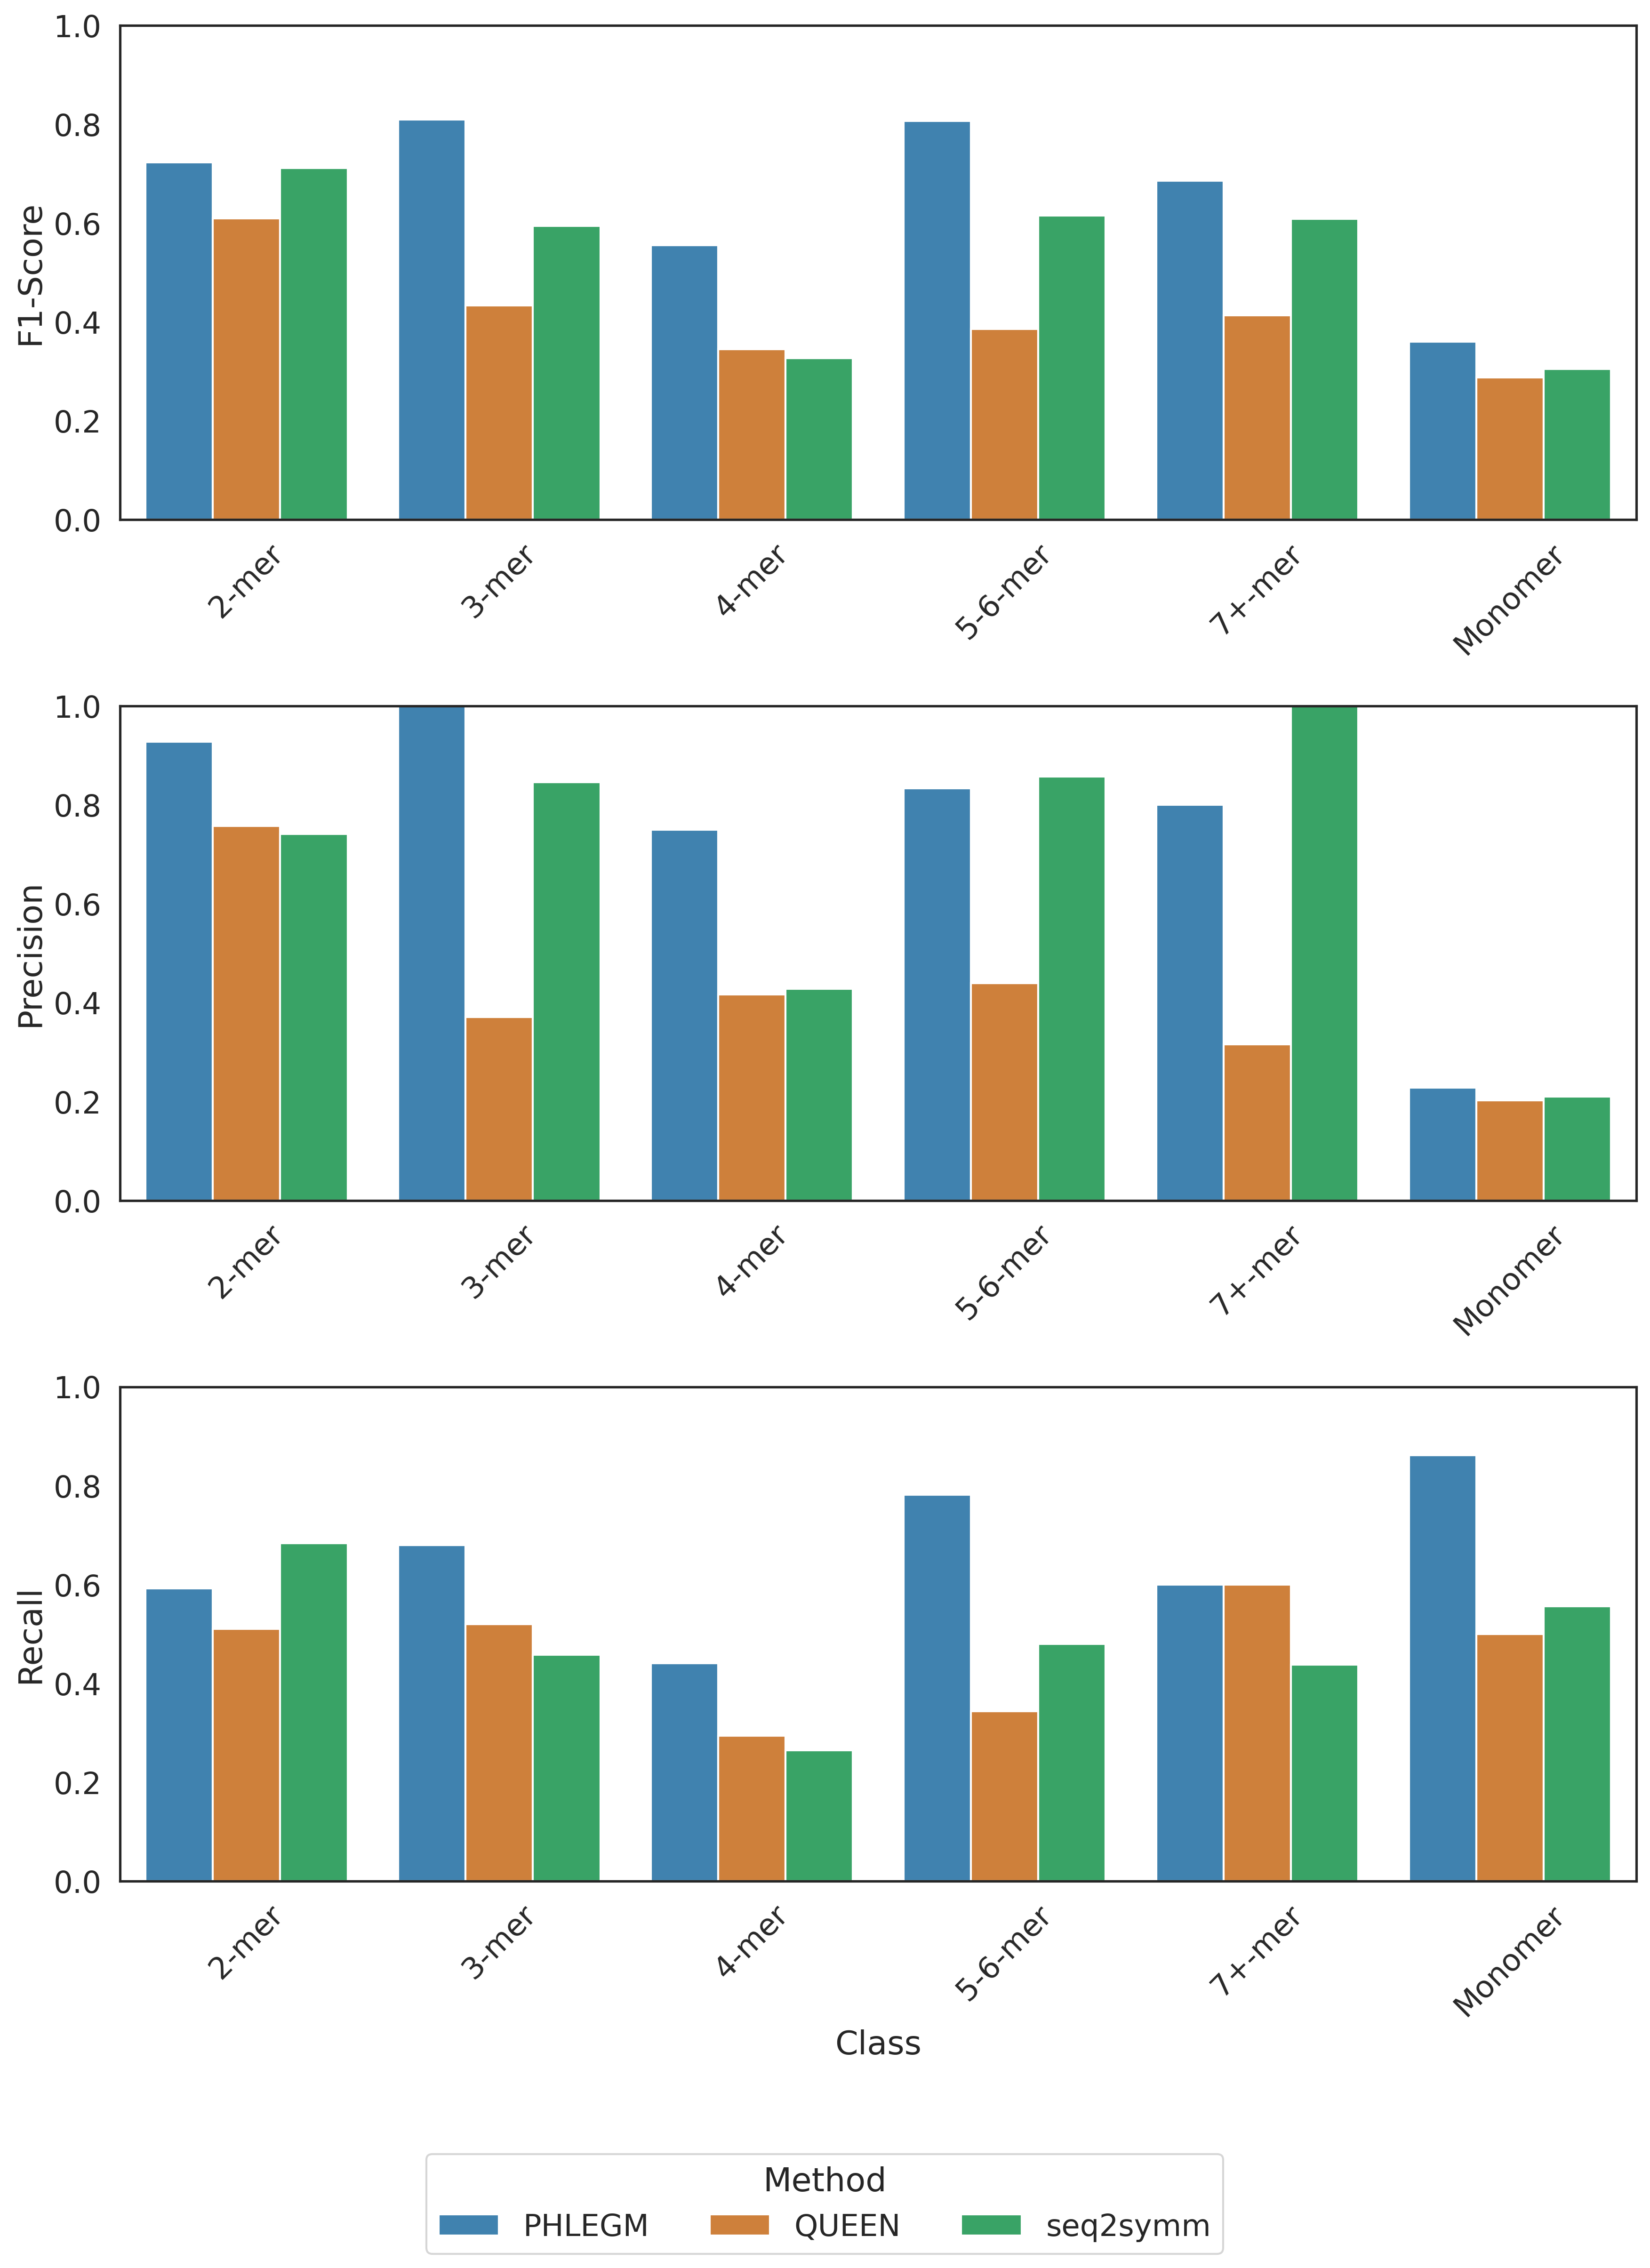 1.0
0.8
0.6
0.4
0.2
0.0
F1-Score
2-mer
3-mer
4-mer
5-6-mer
7+-mer
Monomer
1.0
0.8
0.6
0.4
0.2
0.0
Precision
2-mer
3-mer
4-mer
5-6-mer
7+-mer
Monomer
1.0
0.8
0.6
0.4
0.2
0.0
Recall
2-mer
3-mer
4-mer
5-6-mer
7+-mer
Monomer
Class
Method
PHLEGM QUEEN seq2symm